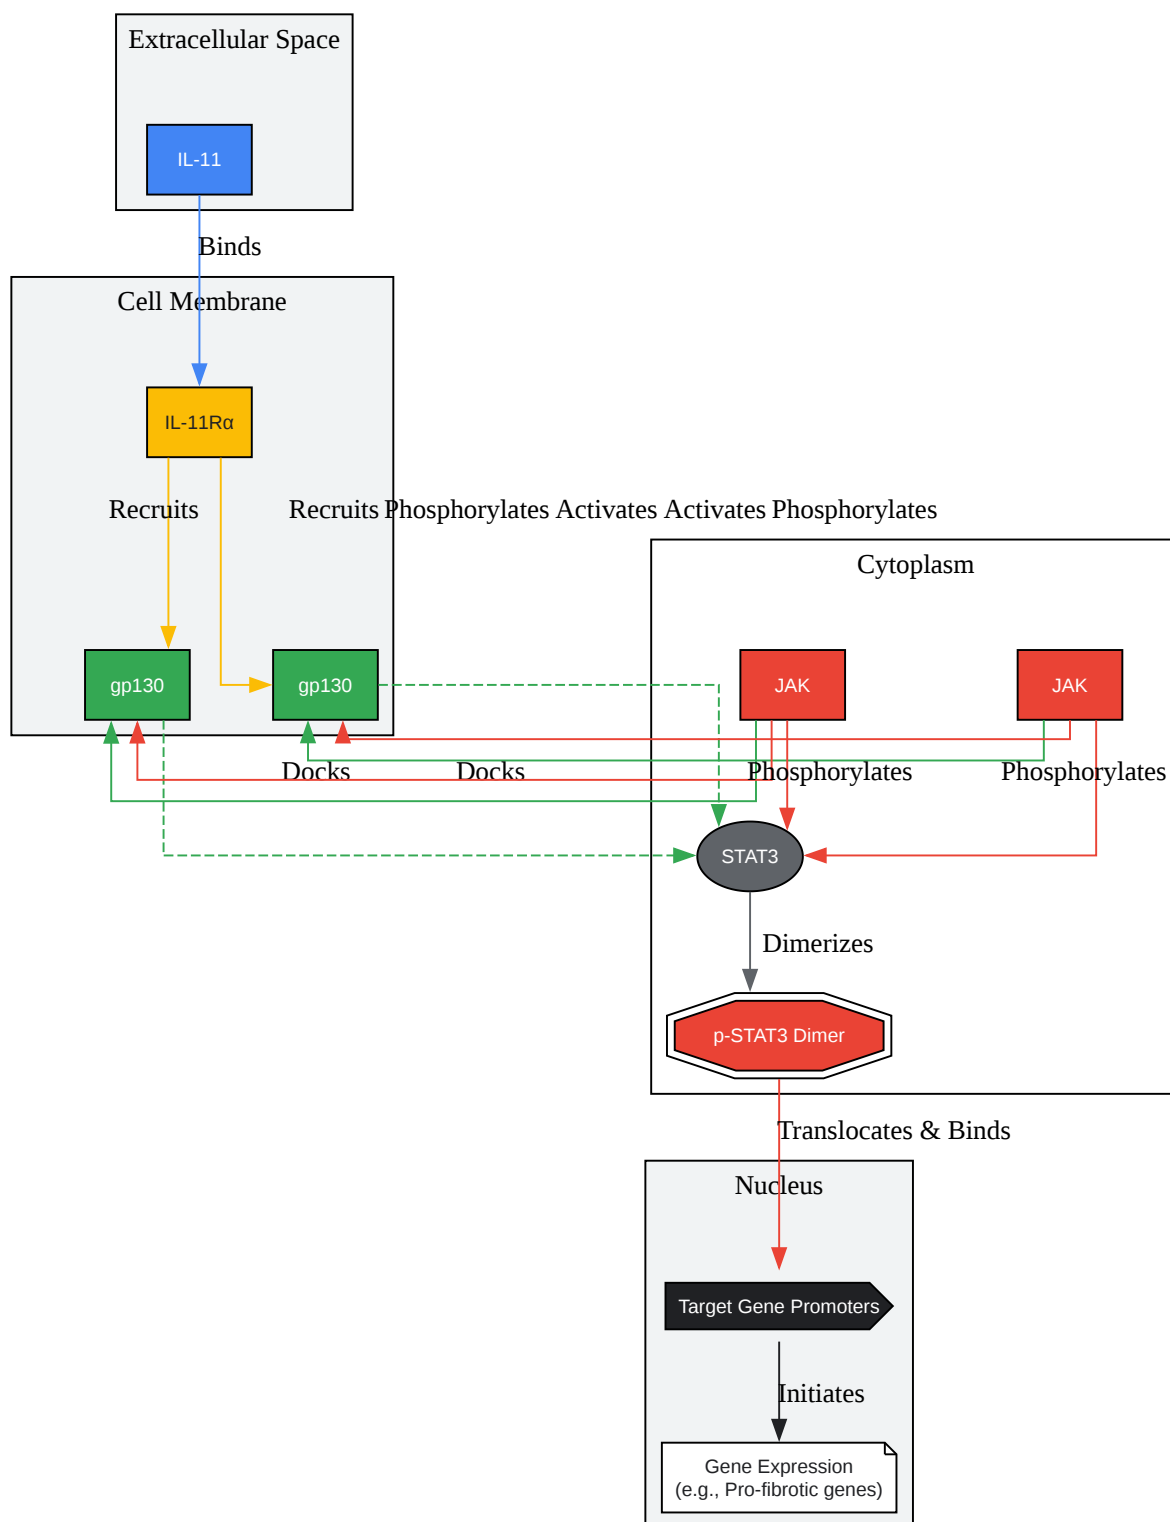 Extracellular Space
IL-11
Binds
Cell Membrane
IL-11Rα
Recruits
Recruits
Phosphorylates
Activates
Activates
Phosphorylates
Cytoplasm
gp130
gp130
JAK
JAK
Docks
Docks
Phosphorylates
Phosphorylates
STAT3
Dimerizes
p-STAT3 Dimer
Translocates & Binds
Nucleus
Target Gene Promoters
Initiates
Gene Expression
(e.g., Pro-fibrotic genes)